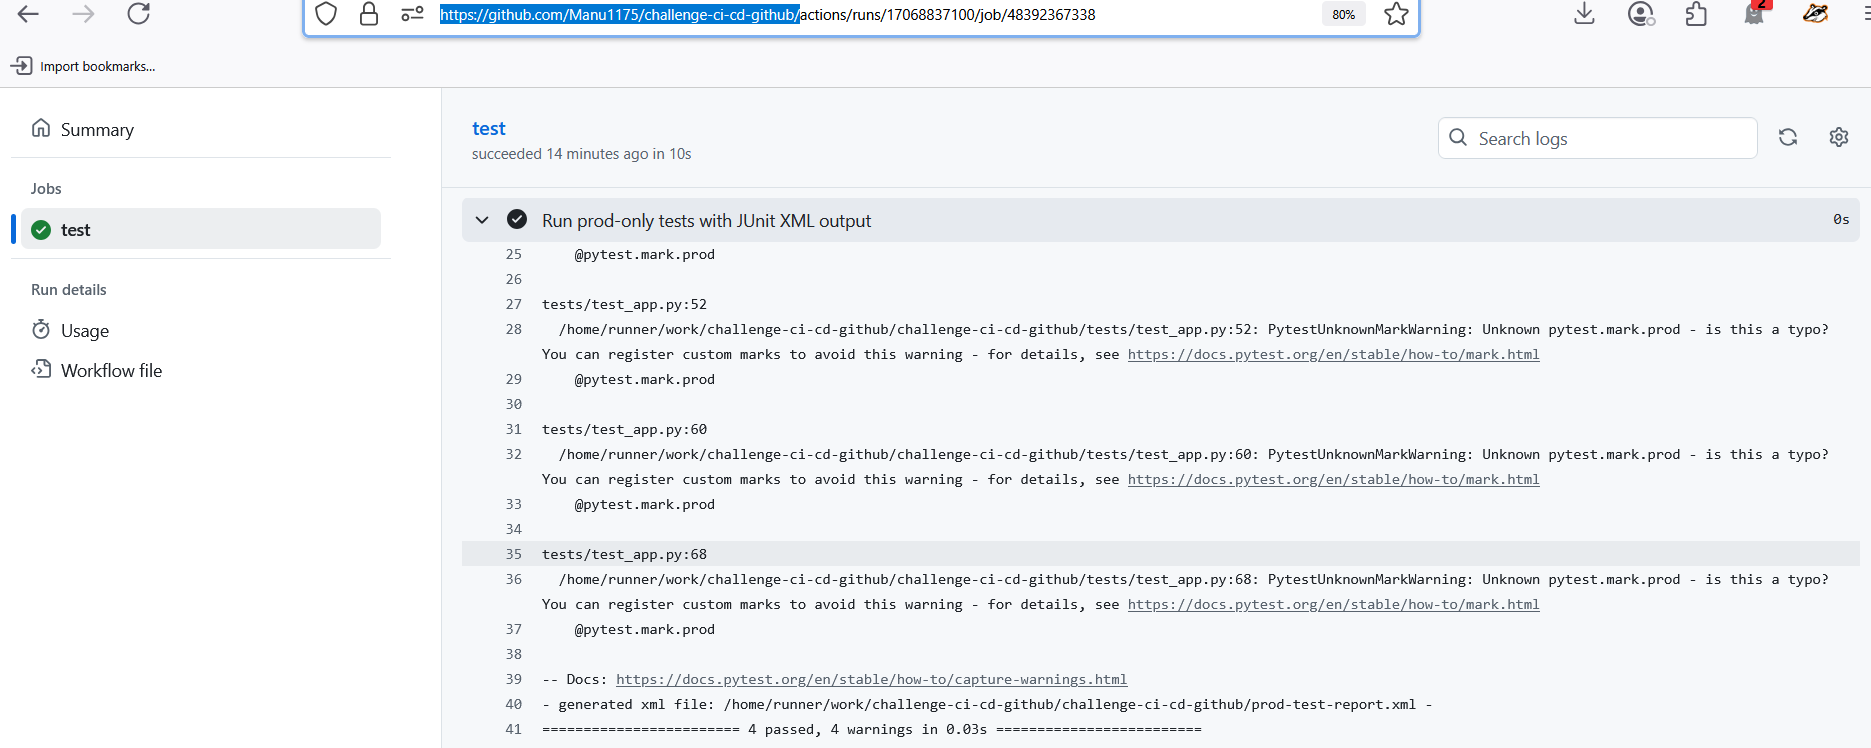 https://github.com/Manu1175/challenge-ci-cd-github/actions/runs/17068837100/job/48392367338
80%
2
Import bookmarks...
Summary
Jobs
test
Run details
Usage
Workflow file
test
succeeded 14 minutes ago in 10s
Search logs
Run prod-only tests with JUnit XML output
0s
25 @pytest.mark.prod
26
27 tests/test_app.py:52
28 /home/runner/work/challenge-ci-cd-github/challenge-ci-cd-github/tests/test_app.py:52: PytestUnknownMarkWarning: Unknown pytest.mark.prod - is this a typo?
You can register custom marks to avoid this warning - for details, see https://docs.pytest.org/en/stable/how-to/mark.html
29 @pytest.mark.prod
30
31 tests/test_app.py:60
32 /home/runner/work/challenge-ci-cd-github/challenge-ci-cd-github/tests/test_app.py:60: PytestUnknownMarkWarning: Unknown pytest.mark.prod - is this a typo?
You can register custom marks to avoid this warning - for details, see https://docs.pytest.org/en/stable/how-to/mark.html
33 @pytest.mark.prod
34
35 tests/test_app.py:68
36 /home/runner/work/challenge-ci-cd-github/challenge-ci-cd-github/tests/test_app.py:68: PytestUnknownMarkWarning: Unknown pytest.mark.prod - is this a typo?
You can register custom marks to avoid this warning - for details, see https://docs.pytest.org/en/stable/how-to/mark.html
37 @pytest.mark.prod
38
39 -- Docs: https://docs.pytest.org/en/stable/how-to/capture-warnings.html
40 - generated xml file: /home/runner/work/challenge-ci-cd-github/challenge-ci-cd-github/prod-test-report.xml -
41 ======================== 4 passed, 4 warnings in 0.03s =========================